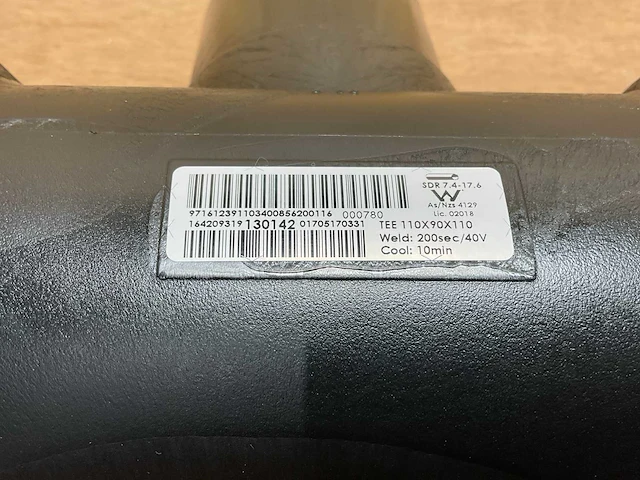 SDR 7.4-17.6
W
As/Nzs 4129
Lic. 02018
971612391103400856200116 000780
164209319 130142 01705170331 TEE 110X90X110
Weld: 200sec/40V
Cool: 10min